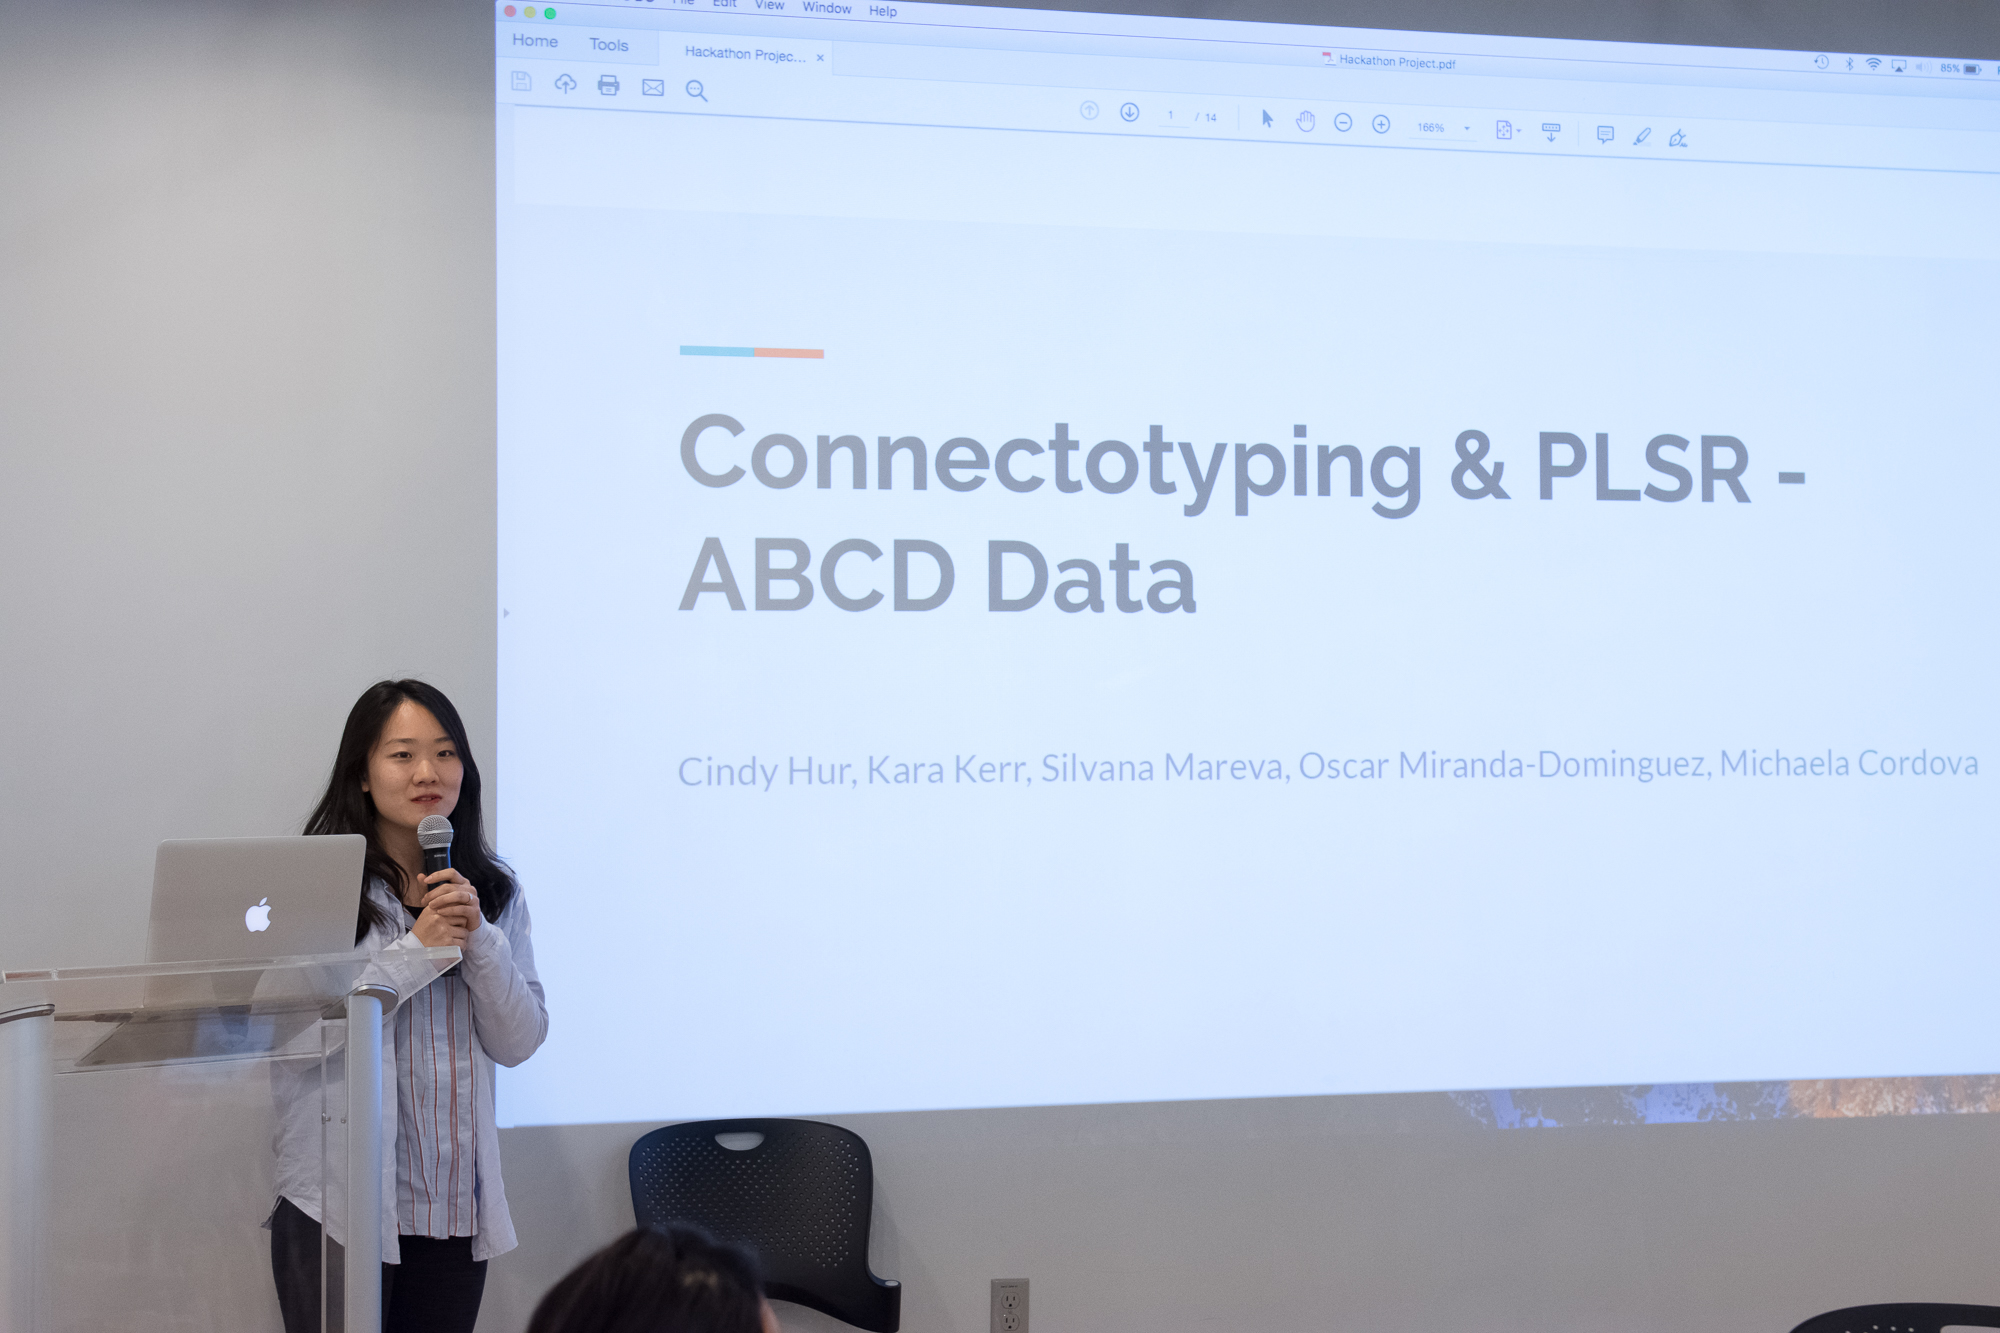 File Edit View Window Help
Home Tools Hackathon Projec... ×
Hackathon Project.pdf
85%
1 / 14
166%
Connectotyping & PLSR -
ABCD Data
Cindy Hur, Kara Kerr, Silvana Mareva, Oscar Miranda-Dominguez, Michaela Cordova